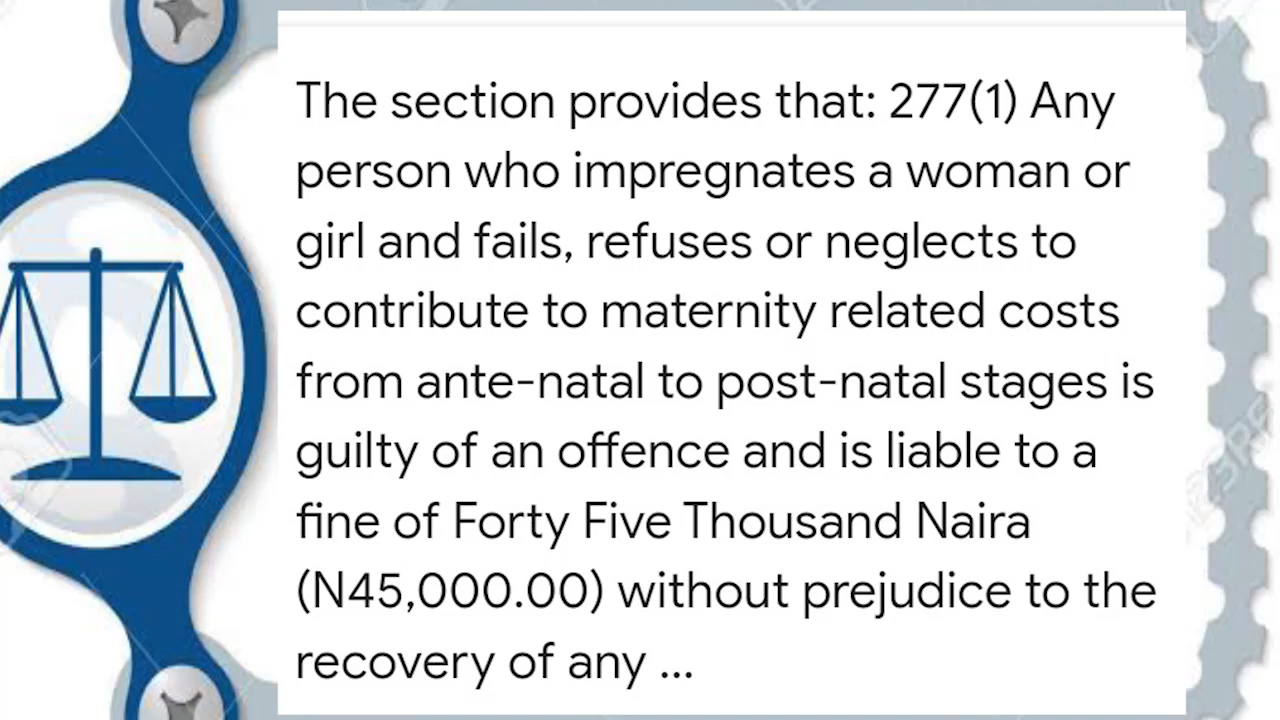 The section provides that: 277(1) Any
person who impregnates a woman or
girl and fails, refuses or neglects to
contribute to maternity related costs
from ante-natal to post-natal stages is
guilty of an offence and is liable to a
fine of Forty Five Thousand Naira
(N45,000.00) without prejudice to the
recovery of any ...